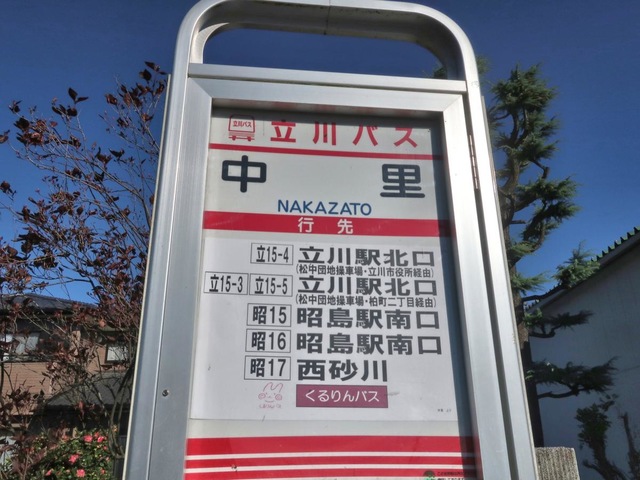 立川バス
立川バス
中里
NAKAZATO
行先
立15-4 立川駅北口
(松中団地操車場・立川市役所経由)
立15-3 立15-5 立川駅北口
(松中団地操車場・柏町二丁目経由)
昭15 昭島駅南口
昭16 昭島駅南口
昭17 西砂川
くるりんバス